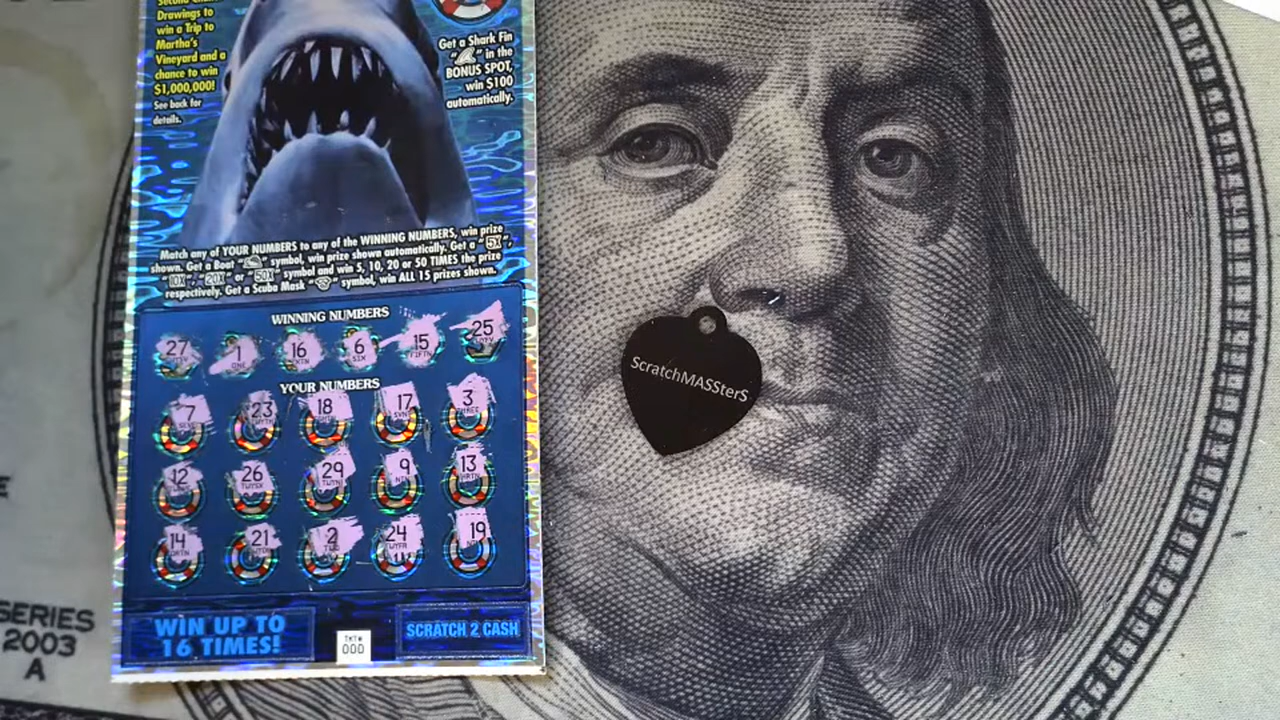 Drawings to
win a Trip to
Martha's
Vineyard and a
chance to win
$1,000,000!
See back for
details.
Get a Shark Fin
" " in the
BONUS SPOT,
win $100
automatically.
Match any of YOUR NUMBERS to any of the WINNING NUMBERS, win prize
shown. Get a Boat " " symbol, win prize shown automatically. Get a "5X",
"10X", "20X" or "50X" symbol and win 5, 10, 20 or 50 TIMES the prize
respectively. Get a Scuba Mask " " symbol, win ALL 15 prizes shown.
WINNING NUMBERS
27 1 16 6 15 25
ONE SIX FIFTN
YOUR NUMBERS
7 23 18 17 3
THREE
12 26 29 9 13
TWTSX
14 21 2 24 19
WIN UP TO
16 TIMES!
SCRATCH 2 CASH
000
ScratchMASSterS
SERIES
2003
A